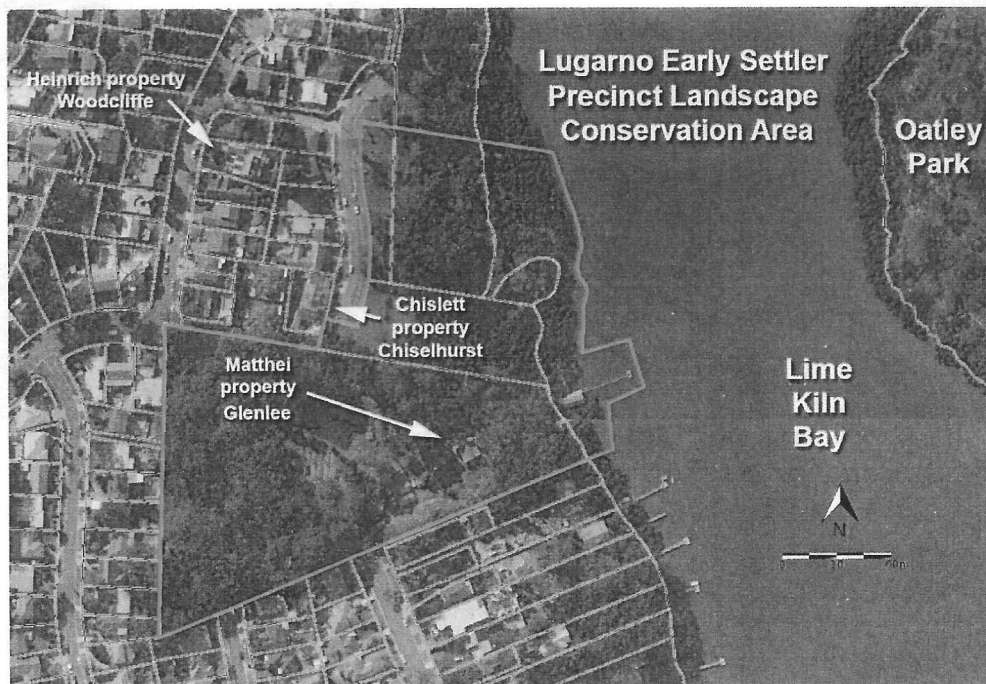 Heinrich property
Woodcliffe
Lugarno Early Settler
Precinct Landscape
Conservation Area
Oatley
Park
Chislett
property
Chiselhurst
Matthei
property
Glenlee
Lime
Kiln
Bay
N